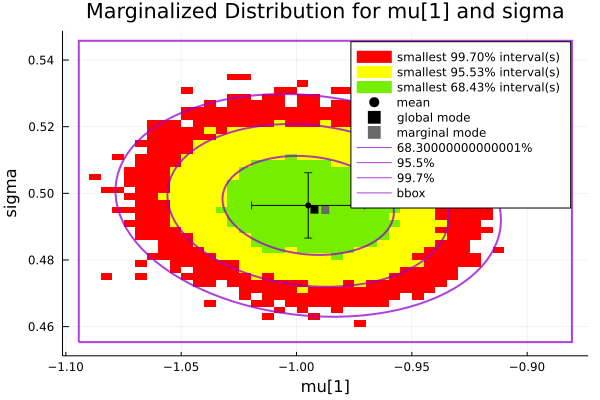 Marginalized Distribution for mu[1] and sigma
smallest 99.70% interval(s)
smallest 95.53% interval(s)
smallest 68.43% interval(s)
mean
global mode
marginal mode
68.30000000000001%
95.5%
99.7%
bbox
sigma
0.54
0.52
0.50
0.48
0.46
−1.10
−1.05
−1.00
−0.95
−0.90
mu[1]